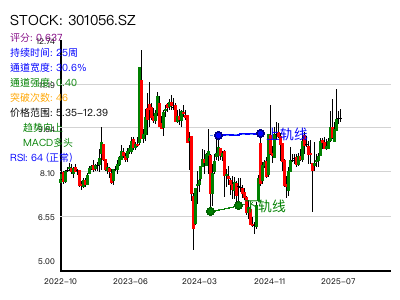 STOCK: 301056.SZ
评分: 0.627
持续时间: 25周
通道宽度: 30.6%
通道强度: 0.40
突破次数: 46
价格范围: 5.35-12.39
趋势向上
MACD多头
RSI: 64 (正常)
上轨线
下轨线
12.74
8.10
6.55
5.00
2022-10
2023-06
2024-03
2024-11
2025-07